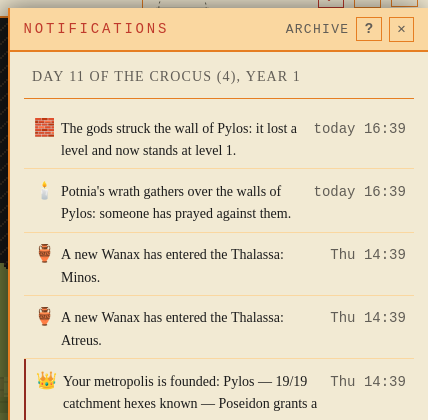 NOTIFICATIONS ARCHIVE ? ×
DAY 11 OF THE CROCUS (4), YEAR 1
The gods struck the wall of Pylos: it lost a today 16:39
level and now stands at level 1.
Potnia's wrath gathers over the walls of today 16:39
Pylos: someone has prayed against them.
A new Wanax has entered the Thalassa: Thu 14:39
Minos.
A new Wanax has entered the Thalassa: Thu 14:39
Atreus.
Your metropolis is founded: Pylos — 19/19 Thu 14:39
catchment hexes known — Poseidon grants a